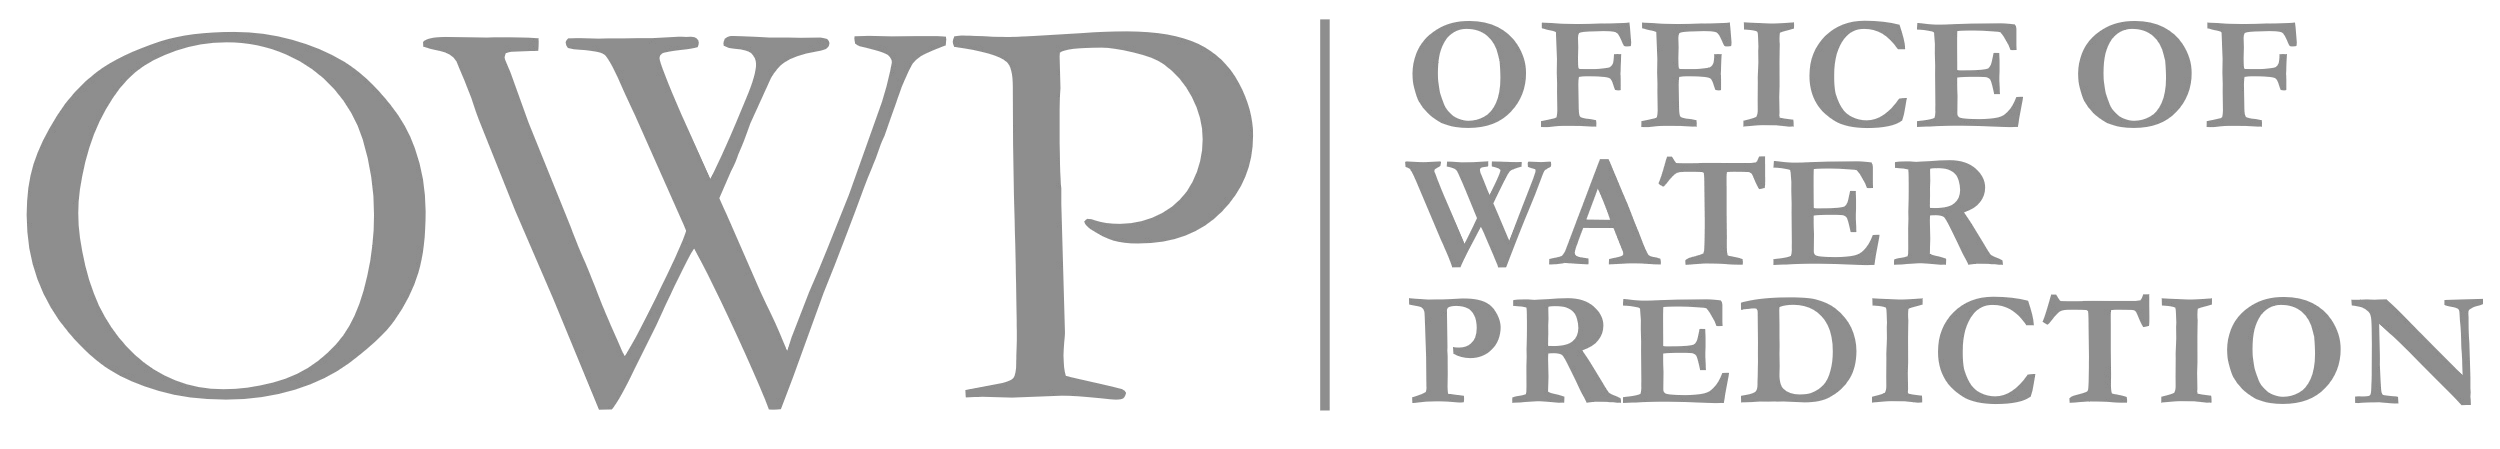 OWP
OFFICE OF
WATER
PREDICTION